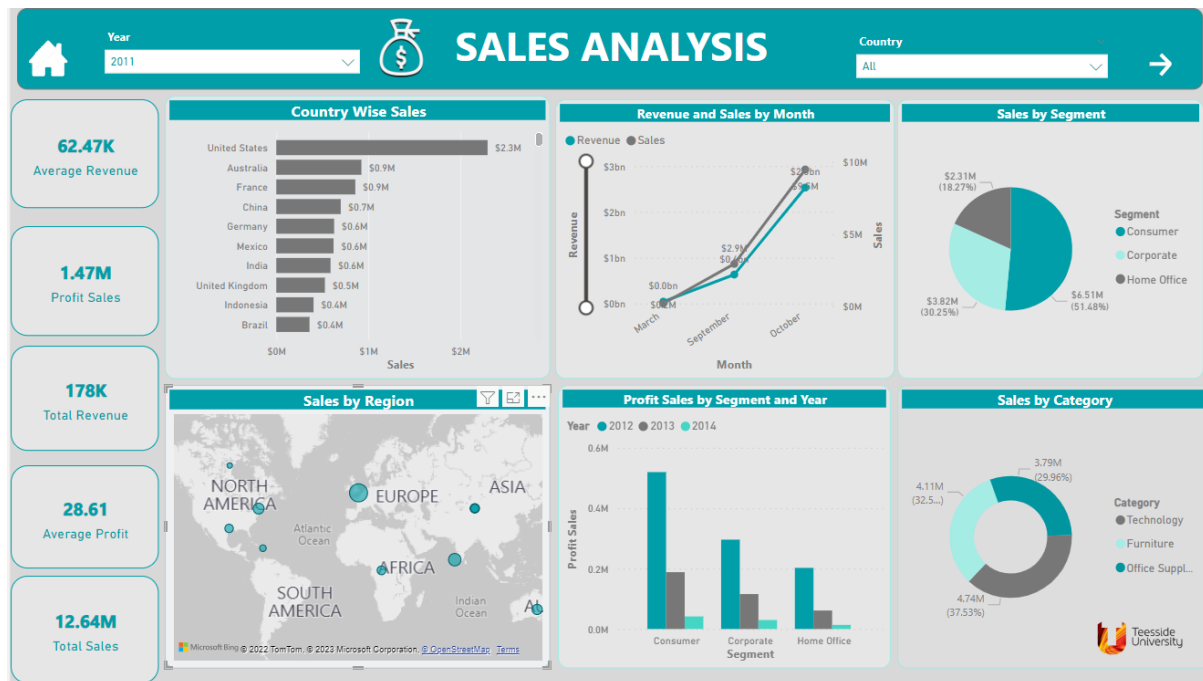 Year
2011
SALES ANALYSIS
Country
All
62.47K
Average Revenue
1.47M
Profit Sales
178K
Total Revenue
28.61
Average Profit
12.64M
Total Sales
Country Wise Sales
United States $2.3M
Australia $0.9M
France $0.9M
China $0.7M
Germany $0.6M
Mexico $0.6M
India $0.6M
United Kingdom $0.5M
Indonesia $0.4M
Brazil $0.4M
$0M $1M $2M
Sales
Revenue and Sales by Month
Revenue Sales
$3bn
$2bn
$1bn
$0bn
Revenue
$10M
$5M
$0M
Sales
$2.9M
$0.0bn
March
September
October
Month
Sales by Segment
$2.31M
(18.27%)
$3.82M
(30.25%)
$6.51M
(51.48%)
Segment
Consumer
Corporate
Home Office
Sales by Region
NORTH
AMERICA
EUROPE
ASIA
Atlantic
Ocean
AFRICA
SOUTH
AMERICA
Indian
Ocean
AU
Microsoft Bing
© 2022 TomTom, © 2023 Microsoft Corporation, © OpenStreetMap Terms
Profit Sales by Segment and Year
Year 2012 2013 2014
0.6M
0.4M
0.2M
0.0M
Profit Sales
Consumer
Corporate
Home Office
Segment
Sales by Category
3.79M
(29.96%)
4.11M
(32.5...)
4.74M
(37.53%)
Category
Technology
Furniture
Office Suppl...
Teesside
University